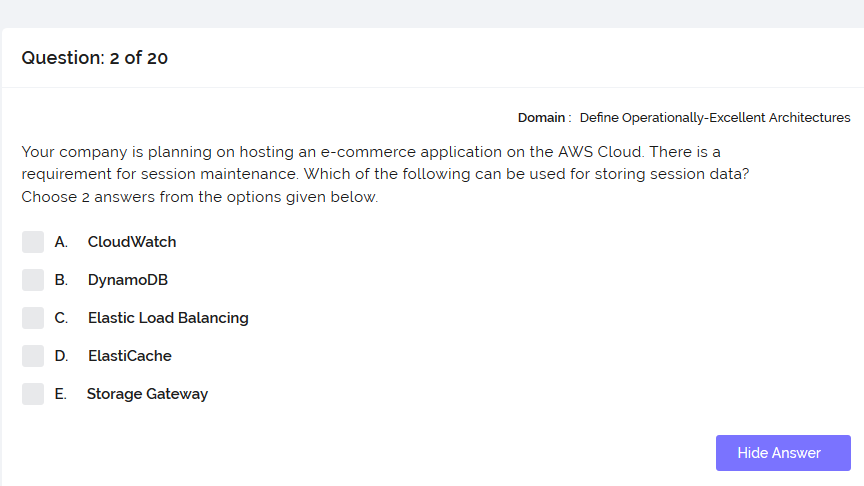 Question: 2 of 20
Domain : Define Operationally-Excellent Architectures
Your company is planning on hosting an e-commerce application on the AWS Cloud. There is a
requirement for session maintenance. Which of the following can be used for storing session data?
Choose 2 answers from the options given below.
A. CloudWatch
B. DynamoDB
C. Elastic Load Balancing
D. ElastiCache
E. Storage Gateway
Hide Answer